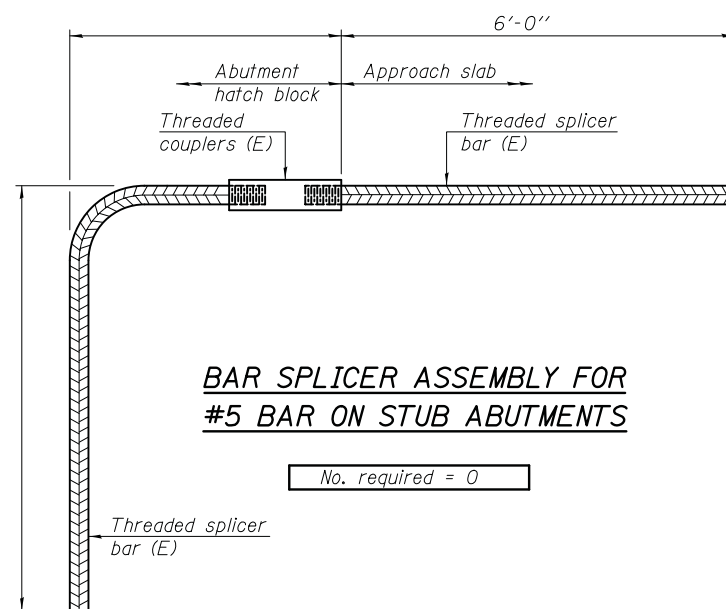 6'-0"
Abutment
hatch block
Approach slab
Threaded
couplers (E)
Threaded splicer
bar (E)
BAR SPLICER ASSEMBLY FOR
#5 BAR ON STUB ABUTMENTS
No. required = 0
Threaded splicer
bar (E)